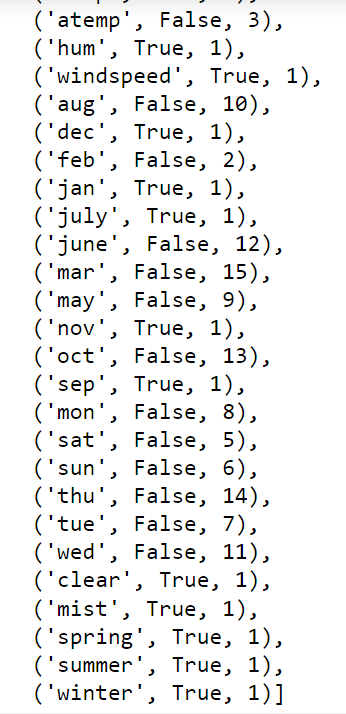 ('atemp', False, 3),
('hum', True, 1),
('windspeed', True, 1),
('aug', False, 10),
('dec', True, 1),
('feb', False, 2),
('jan', True, 1),
('july', True, 1),
('june', False, 12),
('mar', False, 15),
('may', False, 9),
('nov', True, 1),
('oct', False, 13),
('sep', True, 1),
('mon', False, 8),
('sat', False, 5),
('sun', False, 6),
('thu', False, 14),
('tue', False, 7),
('wed', False, 11),
('clear', True, 1),
('mist', True, 1),
('spring', True, 1),
('summer', True, 1),
('winter', True, 1)]